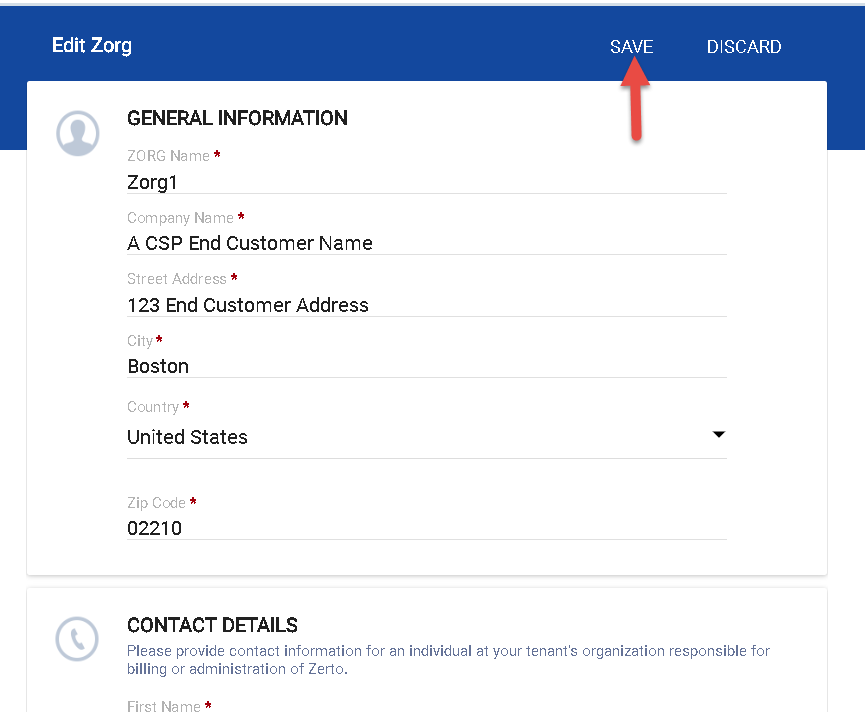 Edit Zorg
SAVE
DISCARD
GENERAL INFORMATION
ZORG Name *
Zorg1
Company Name *
A CSP End Customer Name
Street Address *
123 End Customer Address
City *
Boston
Country *
United States
Zip Code *
02210
CONTACT DETAILS
Please provide contact information for an individual at your tenant's organization responsible for
billing or administration of Zerto.
First Name *